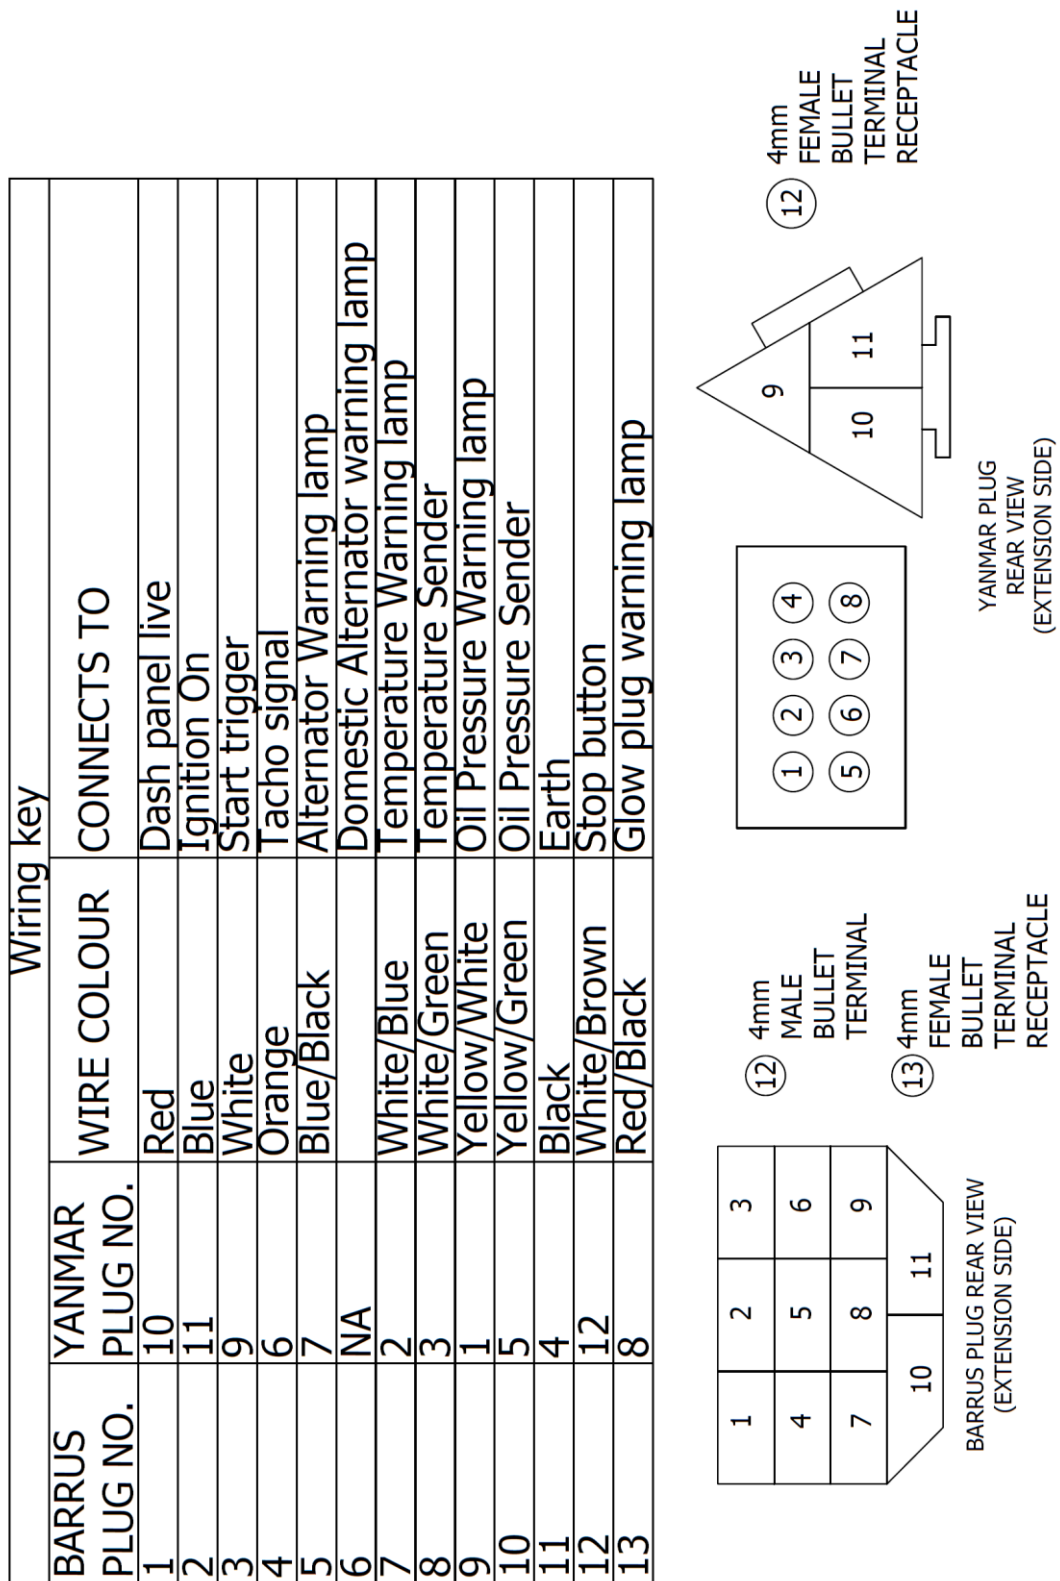 Wiring key
BARRUS PLUG NO. YANMAR PLUG NO. WIRE COLOUR CONNECTS TO
1 10 Red Dash panel live
2 11 Blue Ignition On
3 9 White Start trigger
4 6 Orange Tacho signal
5 7 Blue/Black Alternator Warning lamp
6 NA Domestic Alternator warning lamp
7 2 White/Blue Temperature Warning lamp
8 3 White/Green Temperature Sender
9 1 Yellow/White Oil Pressure Warning lamp
10 5 Yellow/Green Oil Pressure Sender
11 4 Black Earth
12 12 White/Brown Stop button
13 8 Red/Black Glow plug warning lamp
1 2 3
4 5 6
7 8 9
10 11
BARRUS PLUG REAR VIEW
(EXTENSION SIDE)
12 4mm
MALE
BULLET
TERMINAL
13 4mm
FEMALE
BULLET
TERMINAL
RECEPTACLE
1 2 3 4
5 6 7 8
9
10 11
YANMAR PLUG
REAR VIEW
(EXTENSION SIDE)
12 4mm
FEMALE
BULLET
TERMINAL
RECEPTACLE